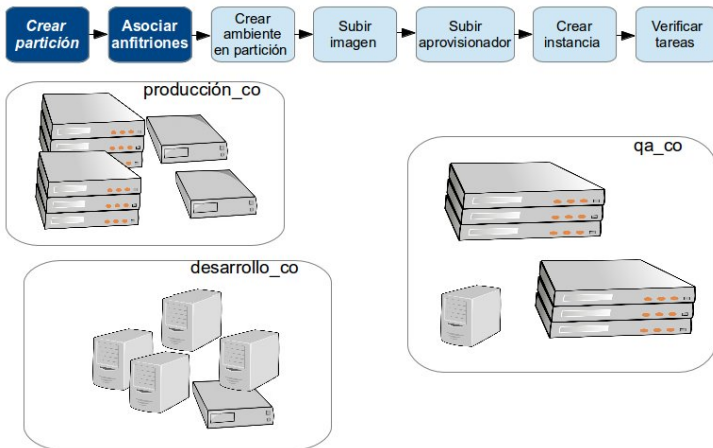 Crear
partición
Asociar
anfitriones
Crear
ambiente
en partición
Subir
imagen
Subir
aprovisionador
Crear
instancia
Verificar
tareas
producción_co
qa_co
desarrollo_co